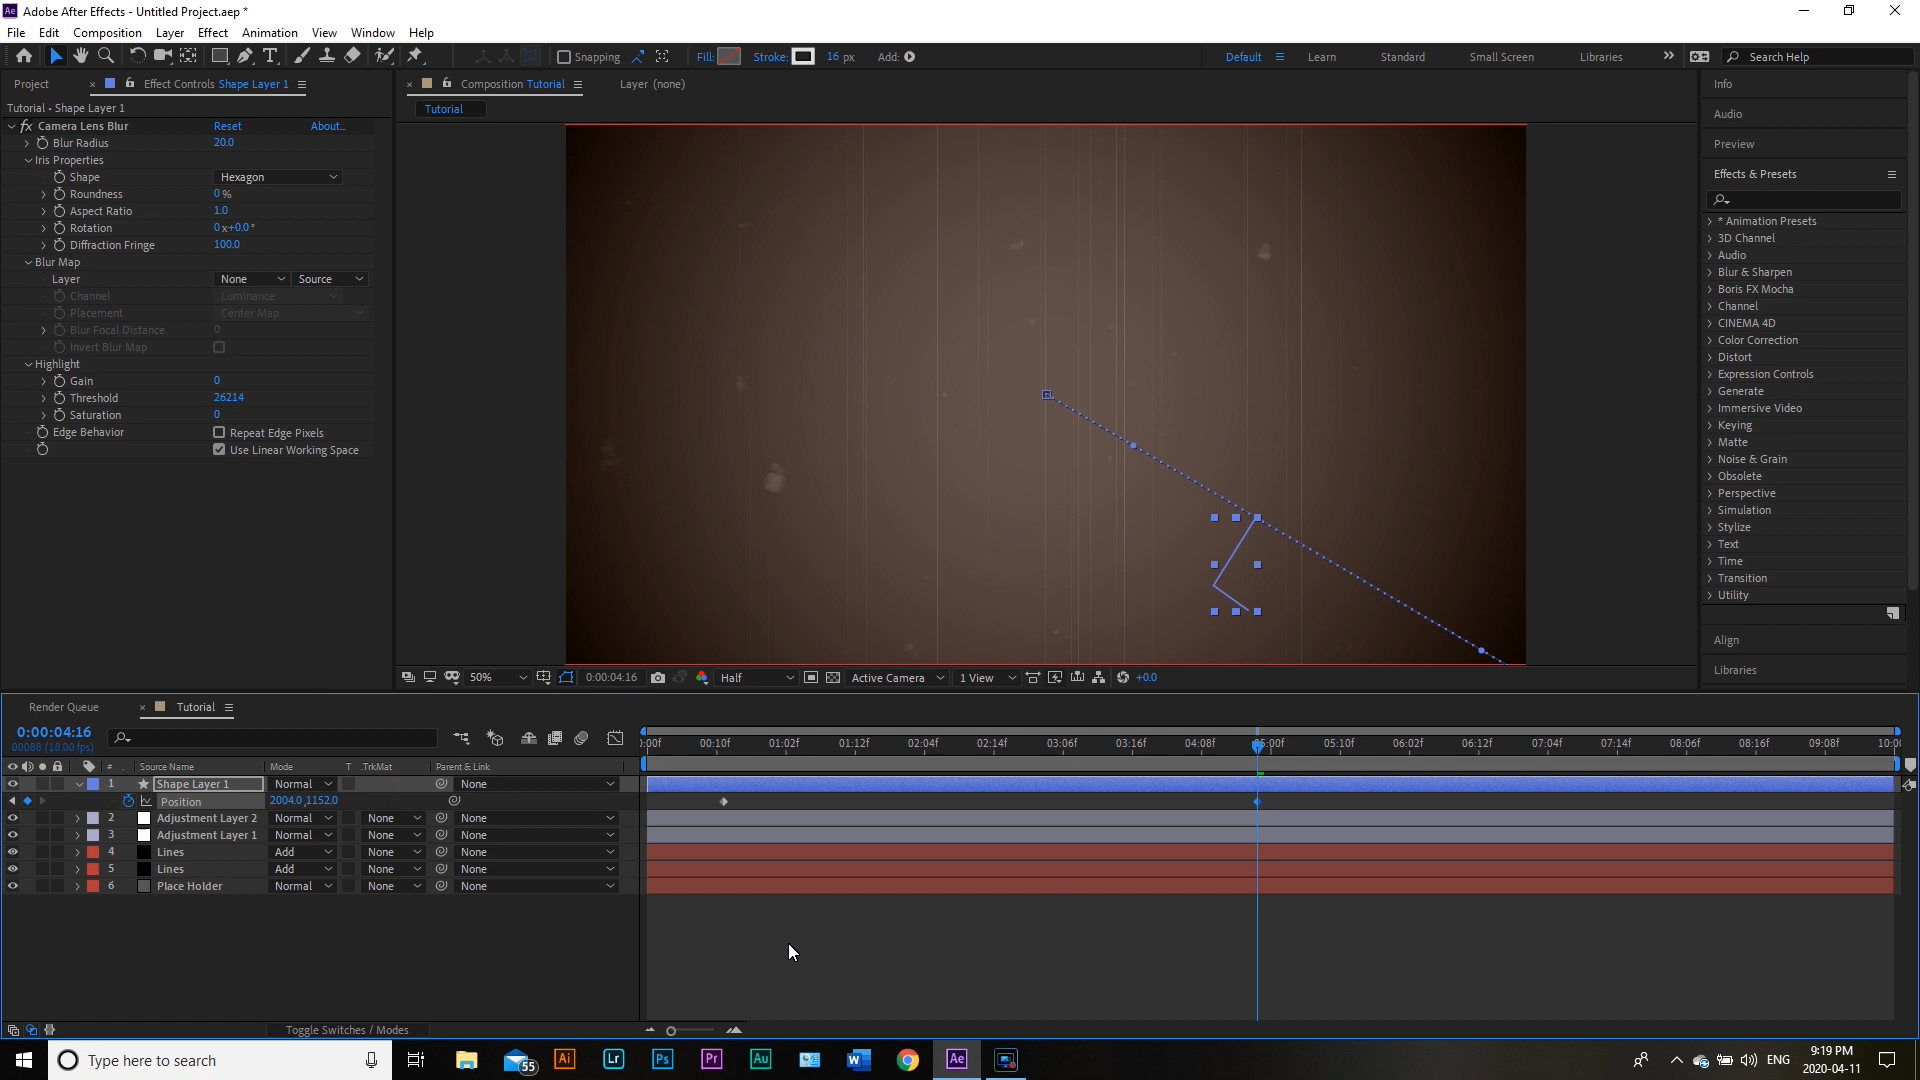 Ae Adobe After Effects - Untitled Project.aep *
File Edit Composition Layer Effect Animation View Window Help
T Snapping Fill: Stroke: 16 px Add: Default Learn Standard Small Screen Libraries Search Help
Project Effect Controls Shape Layer 1 Composition Tutorial Layer (none)
Tutorial • Shape Layer 1
Tutorial
fx Camera Lens Blur Reset About...
Blur Radius 20.0
Iris Properties
Shape Hexagon
Roundness 0 %
Aspect Ratio 1.0
Rotation 0 x+0.0 °
Diffraction Fringe 100.0
Blur Map
Layer None Source
Channel Luminance
Placement Center Map
Blur Focal Distance 0
Invert Blur Map
Highlight
Gain 0
Threshold 26214
Saturation 0
Edge Behavior Repeat Edge Pixels
Use Linear Working Space
50% 0:00:04:16 Half Active Camera 1 View +0.0
Info
Audio
Preview
Effects & Presets
* Animation Presets
3D Channel
Audio
Blur & Sharpen
Boris FX Mocha
Channel
CINEMA 4D
Color Correction
Distort
Expression Controls
Generate
Immersive Video
Keying
Matte
Noise & Grain
Obsolete
Perspective
Simulation
Stylize
Text
Time
Transition
Utility
Align
Libraries
Render Queue Tutorial
0:00:04:16
00088 (18.00 fps)
):00f 00:10f 01:02f 01:12f 02:04f 02:14f 03:06f 03:16f 04:08f 05:00f 05:10f 06:02f 06:12f 07:04f 07:14f 08:06f 08:16f 09:08f 10:0(
# Source Name Mode T .TrkMat Parent & Link
1 Shape Layer 1 Normal None
Position 2004.0,1152.0
2 Adjustment Layer 2 Normal None None
3 Adjustment Layer 1 Normal None None
4 Lines Add None None
5 Lines Add None None
6 Place Holder Normal None None
Toggle Switches / Modes
Type here to search 55 Ai Lr Ps Pr Au W Ae ENG 9:19 PM
2020-04-11